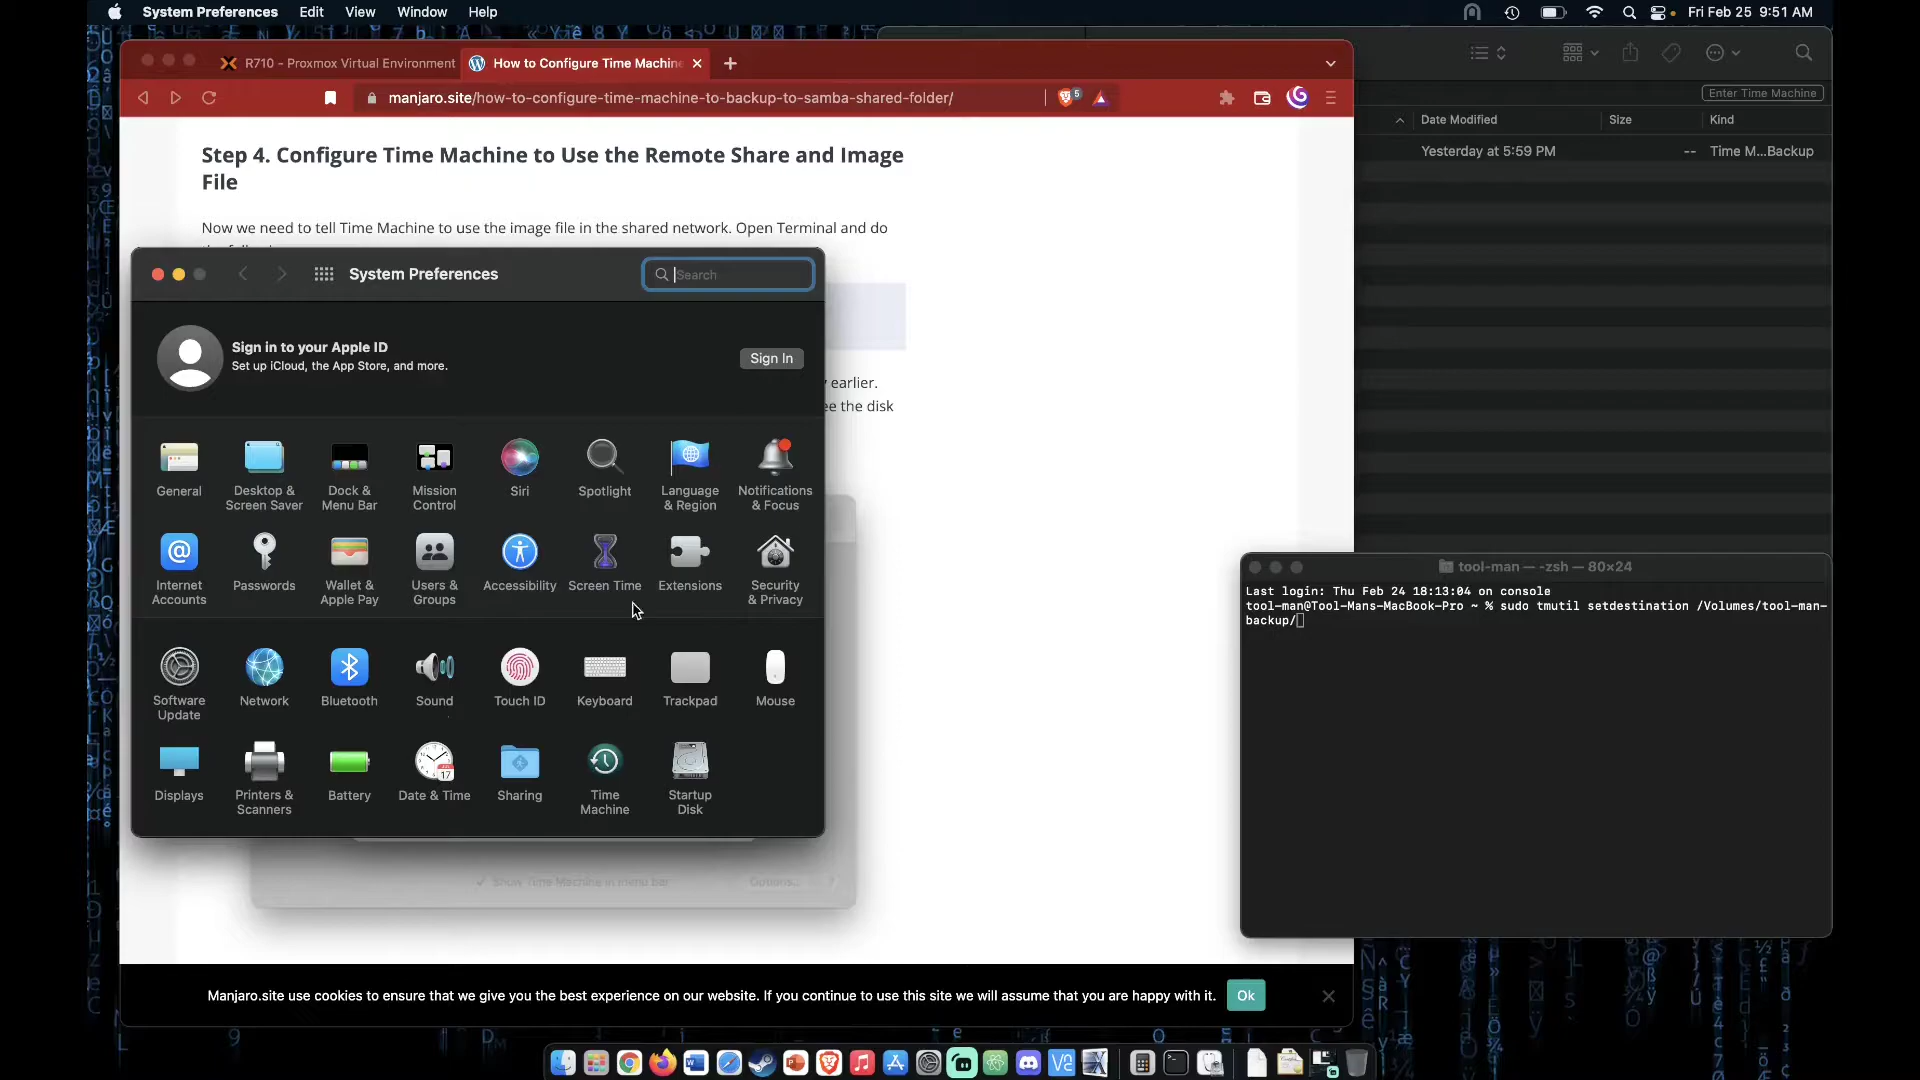 System Preferences Edit View Window Help
Fri Feb 25 9:51 AM
R710 - Proxmox Virtual Environment
How to Configure Time Machin
manjaro.site/how-to-configure-time-machine-to-backup-to-samba-shared-folder/
5
Enter Time Machine
Date Modified Size Kind
Yesterday at 5:59 PM -- Time M...Backup
Step 4. Configure Time Machine to Use the Remote Share and Image
File
Now we need to tell Time Machine to use the image file in the shared network. Open Terminal and do
System Preferences
Search
Sign in to your Apple ID
Set up iCloud, the App Store, and more.
Sign In
earlier.
ee the disk
General
Desktop &
Screen Saver
Dock &
Menu Bar
Mission
Control
Siri
Spotlight
Language
& Region
Notifications
& Focus
Internet
Accounts
Passwords
Wallet &
Apple Pay
Users &
Groups
Accessibility
Screen Time
Extensions
Security
& Privacy
Software
Update
Network
Bluetooth
Sound
Touch ID
Keyboard
Trackpad
Mouse
Displays
Printers &
Scanners
Battery
Date & Time
Sharing
Time
Machine
Startup
Disk
Show Time Machine in menu bar
Options...
?
tool-man — -zsh — 80×24
Last login: Thu Feb 24 18:13:04 on console
tool-man@Tool-Mans-MacBook-Pro ~ % sudo tmutil setdestination /Volumes/tool-man-
backup/
Manjaro.site use cookies to ensure that we give you the best experience on our website. If you continue to use this site we will assume that you are happy with it.
Ok